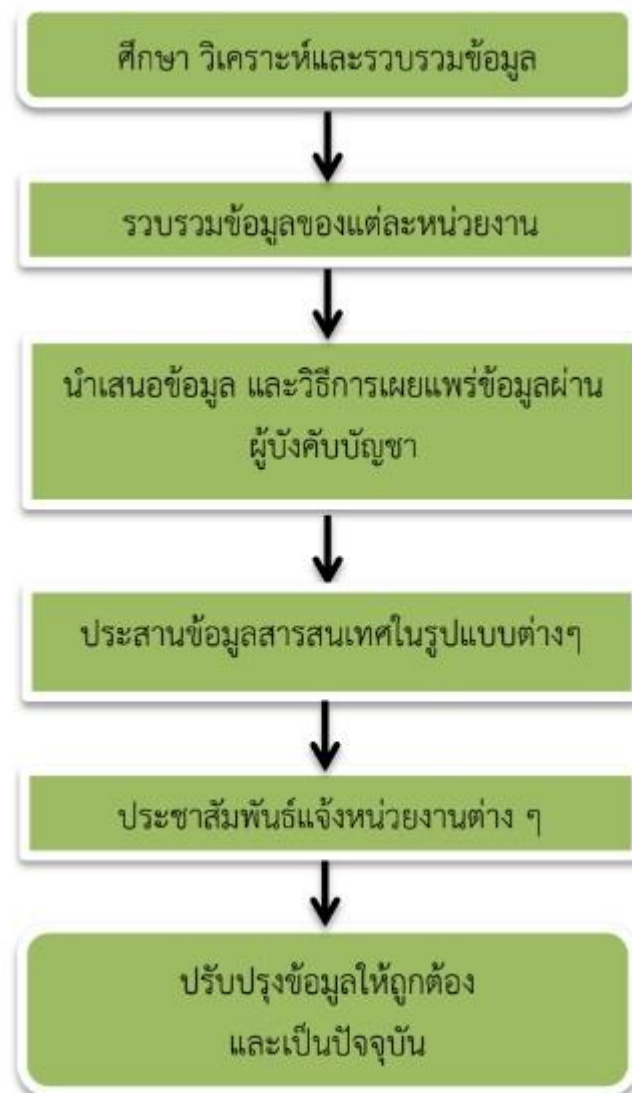 ศึกษา วิเคราะห์และรวบรวมข้อมูล
รวบรวมข้อมูลของแต่ละหน่วยงาน
นำเสนอข้อมูล และวิธีการเผยแพร่ข้อมูลผ่าน
ผู้บังคับบัญชา
ประสานข้อมูลสารสนเทศในรูปแบบต่างๆ
ประชาสัมพันธ์แจ้งหน่วยงานต่าง ๆ
ปรับปรุงข้อมูลให้ถูกต้อง
และเป็นปัจจุบัน